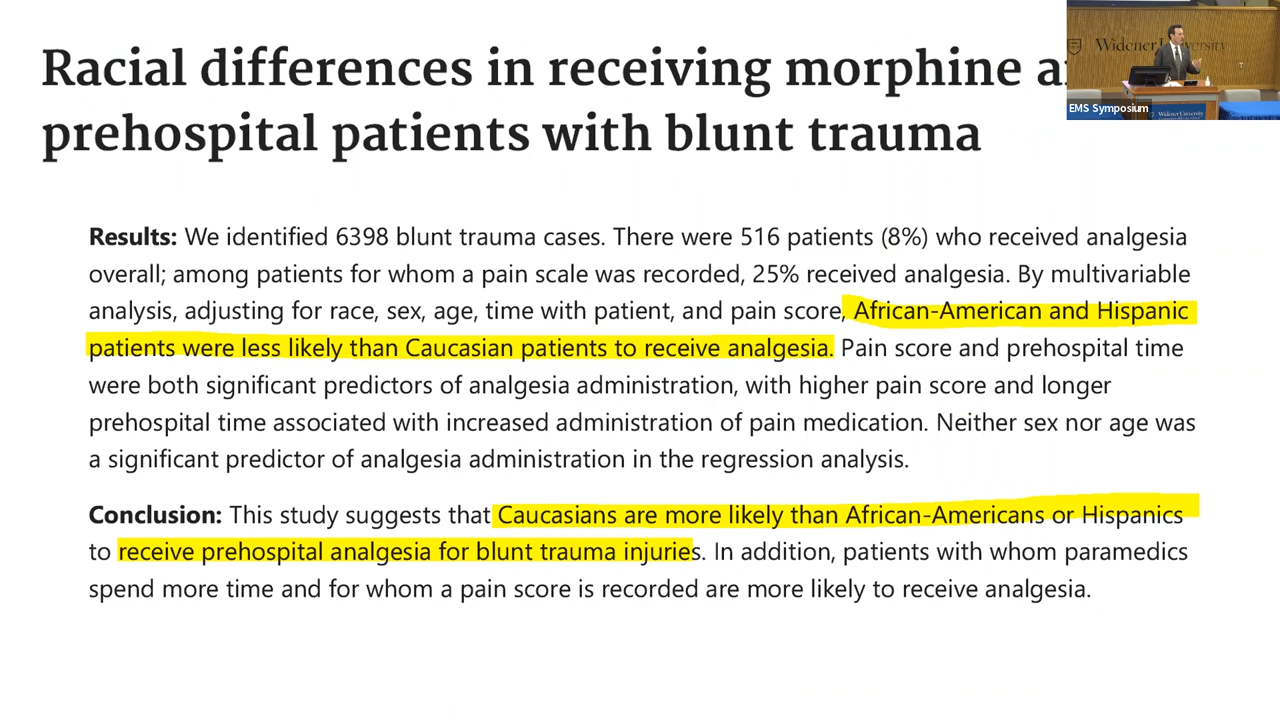 Racial differences in receiving morphine
prehospital patients with blunt trauma
Widener University
EMS Symposium
Widener University
Results: We identified 6398 blunt trauma cases. There were 516 patients (8%) who received analgesia
overall; among patients for whom a pain scale was recorded, 25% received analgesia. By multivariable
analysis, adjusting for race, sex, age, time with patient, and pain score, African-American and Hispanic
patients were less likely than Caucasian patients to receive analgesia. Pain score and prehospital time
were both significant predictors of analgesia administration, with higher pain score and longer
prehospital time associated with increased administration of pain medication. Neither sex nor age was
a significant predictor of analgesia administration in the regression analysis.
Conclusion: This study suggests that Caucasians are more likely than African-Americans or Hispanics
to receive prehospital analgesia for blunt trauma injuries. In addition, patients with whom paramedics
spend more time and for whom a pain score is recorded are more likely to receive analgesia.